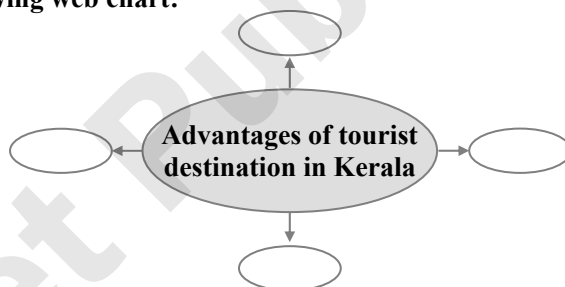 ying web chart:
Advantages of tourist
destination in Kerala